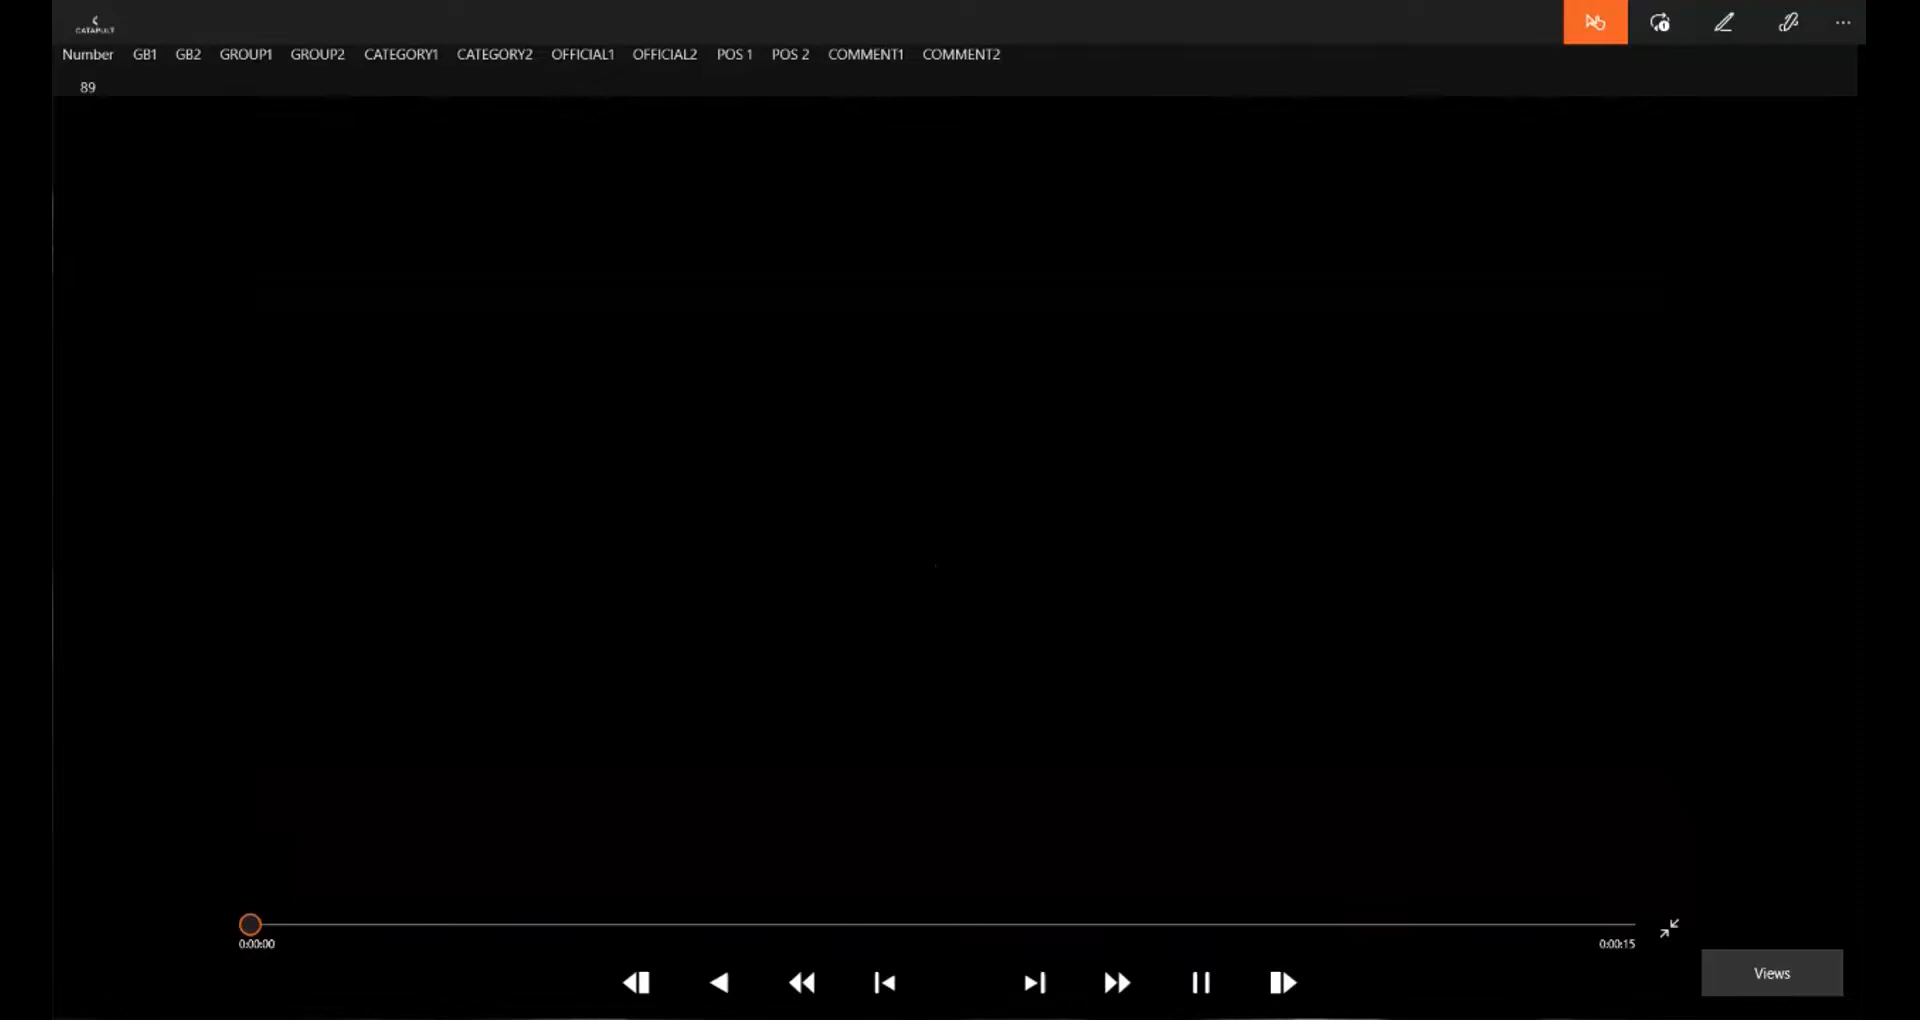 CATAPULT
Number GB1 GB2 GROUP1 GROUP2 CATEGORY1 CATEGORY2 OFFICIAL1 OFFICIAL2 POS 1 POS 2 COMMENT1 COMMENT2
89
0:00:00 0:00:15
Views